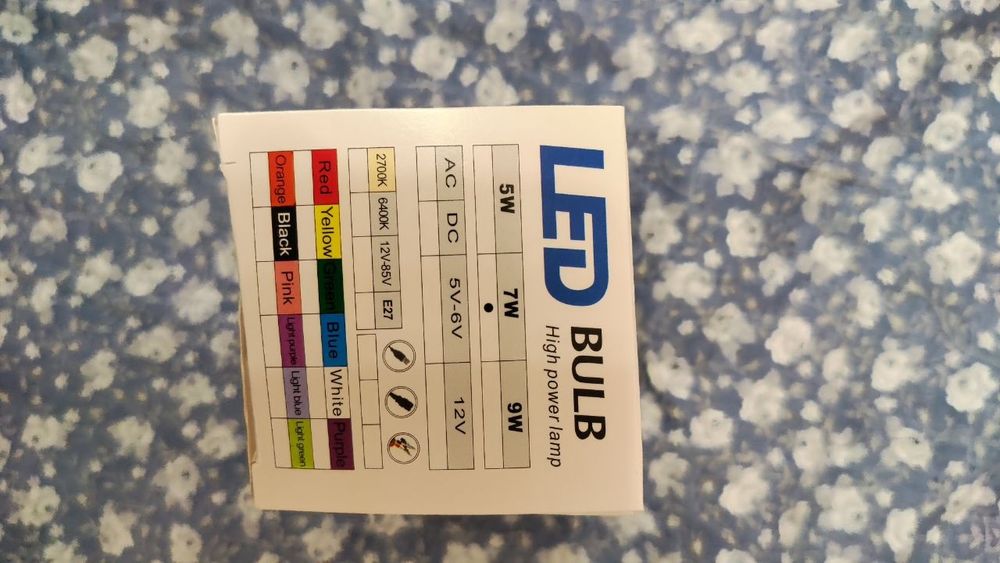 LED BULB
High power lamp
5W 7W 9W
AC DC 5V-6V 12V
2700K 6400K 12V-85V E27
Red Yellow Green Blue White Purple
Orange Black Pink Light purple Light blue Light green